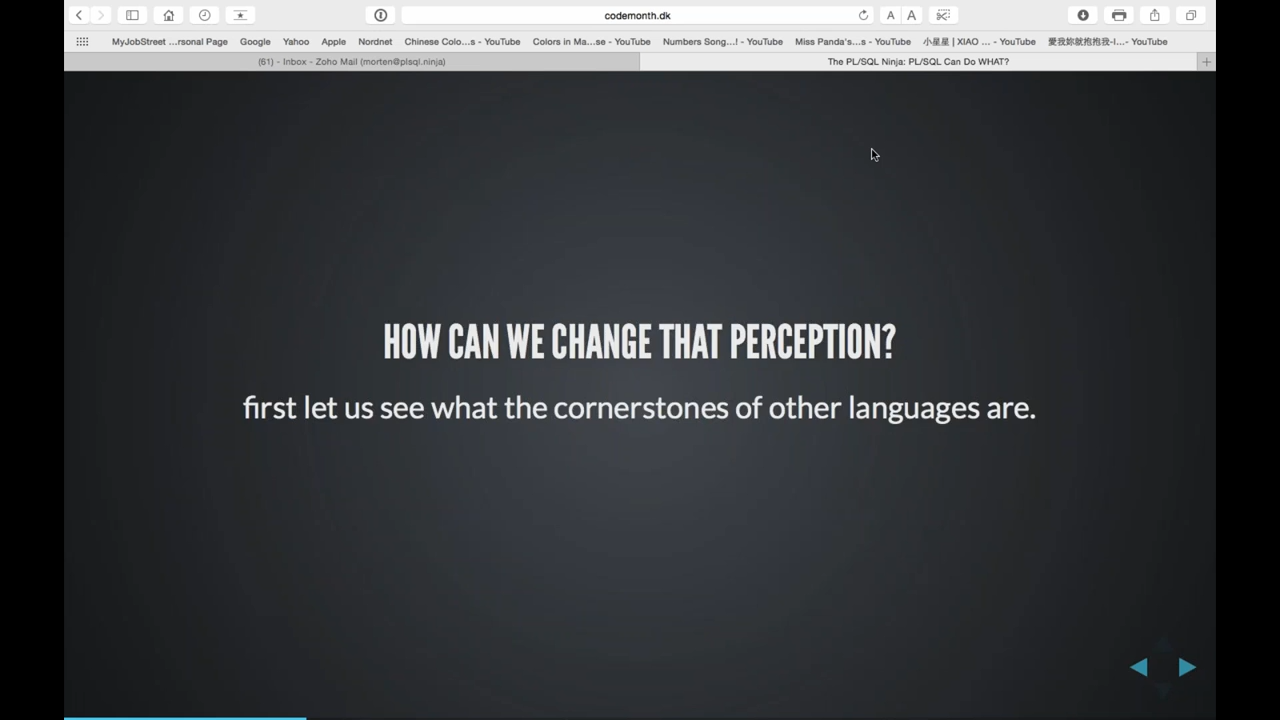 codemonth.dk
A A
MyJobStreet ...rsonal Page Google Yahoo Apple Nordnet Chinese Colo...s - YouTube Colors in Ma...se - YouTube Numbers Song...! - YouTube Miss Panda's...s - YouTube 小星星 | XIAO ... - YouTube 愛我妳就抱抱我-I...- YouTube
(61) - Inbox - Zoho Mail (morten@plsql.ninja) The PL/SQL Ninja: PL/SQL Can Do WHAT?
HOW CAN WE CHANGE THAT PERCEPTION?
first let us see what the cornerstones of other languages are.